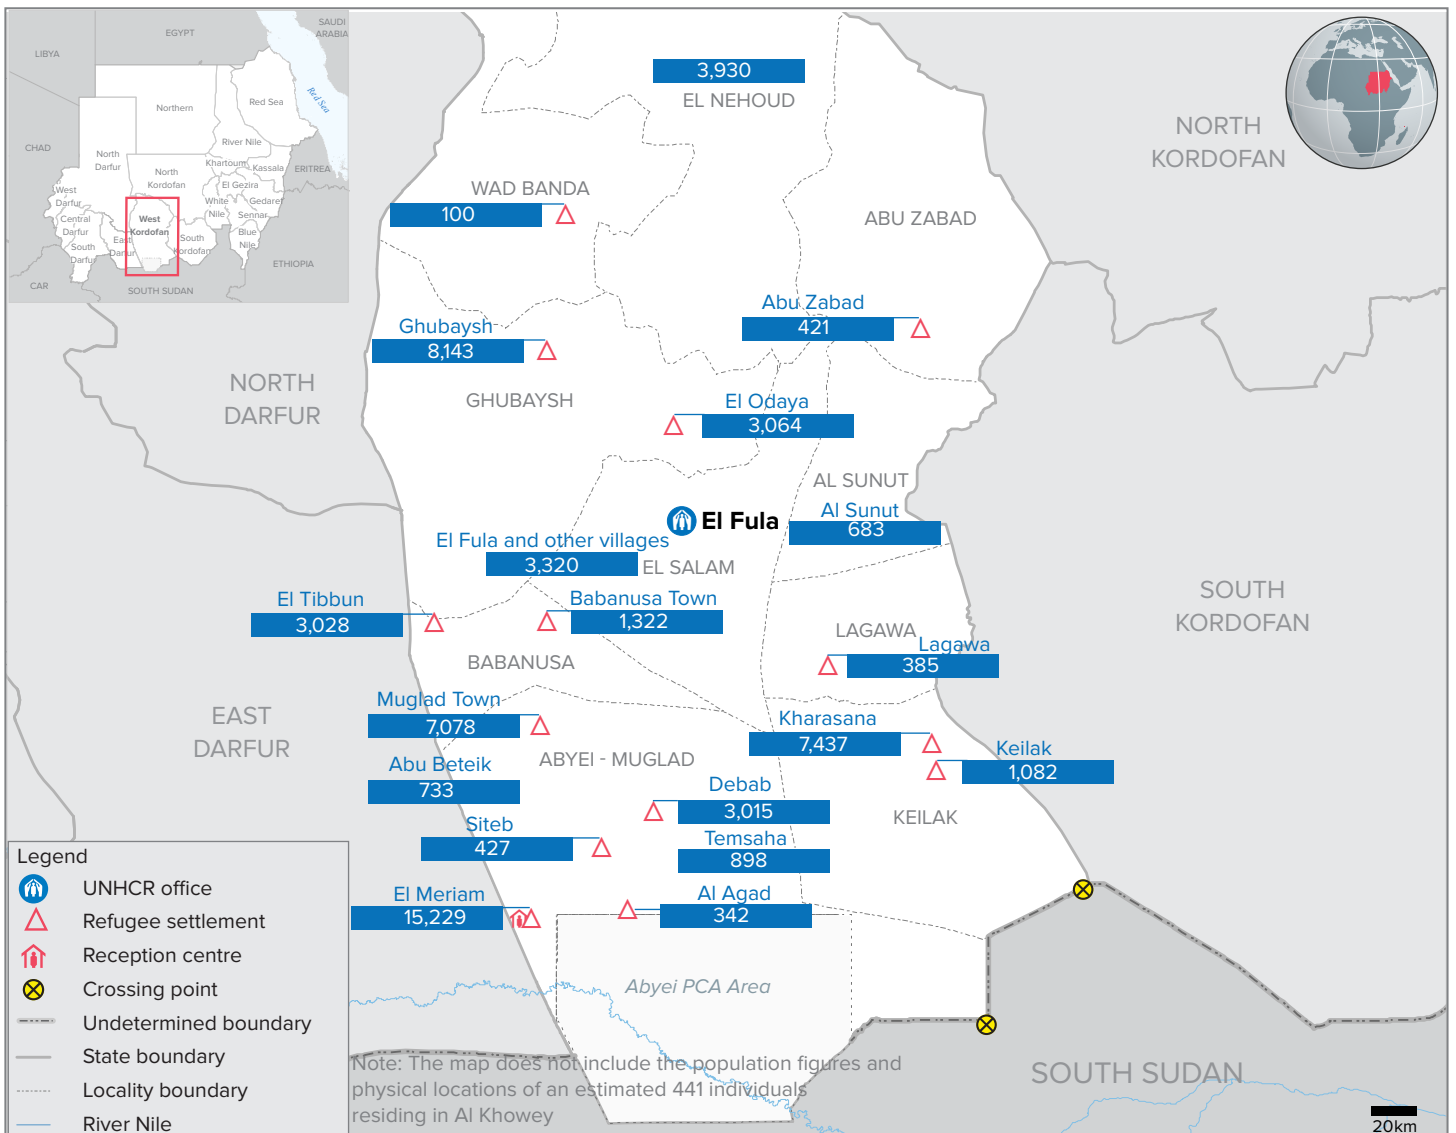 SAUDI
ARABIA
EGYPT
LIBYA
Red Sea
Northern
Red Sea
River Nile
CHAD
North
Darfur
Khartoum
Kassala
ERITREA
North
Kordofan
El Gezira
West
Darfur
White
Nile
Gedaref
Sennar
Central
Darfur
West
Kordofan
South
Kordofan
Blue
Nile
East
Darfur
South
Darfur
ETHIOPIA
CAR
SOUTH SUDAN
3,930
EL NEHOUD
NORTH
KORDOFAN
WAD BANDA
100
ABU ZABAD
Abu Zabad
421
Ghubaysh
8,143
NORTH
DARFUR
GHUBAYSH
El Odaya
3,064
AL SUNUT
Al Sunut
683
El Fula
El Fula and other villages
3,320
EL SALAM
El Tibbun
3,028
Babanusa Town
1,322
SOUTH
KORDOFAN
LAGAWA
Lagawa
385
BABANUSA
Muglad Town
7,078
EAST
DARFUR
Kharasana
7,437
Keilak
1,082
ABYEI - MUGLAD
Abu Beteik
733
Debab
3,015
KEILAK
Siteb
427
Temsaha
898
El Meriam
15,229
Al Agad
342
Abyei PCA Area
Legend
UNHCR office
Refugee settlement
Reception centre
Crossing point
Undetermined boundary
State boundary
Locality boundary
River Nile
Note: The map does not include the population figures and
physical locations of an estimated 441 individuals
residing in Al Khowey
SOUTH SUDAN
20km